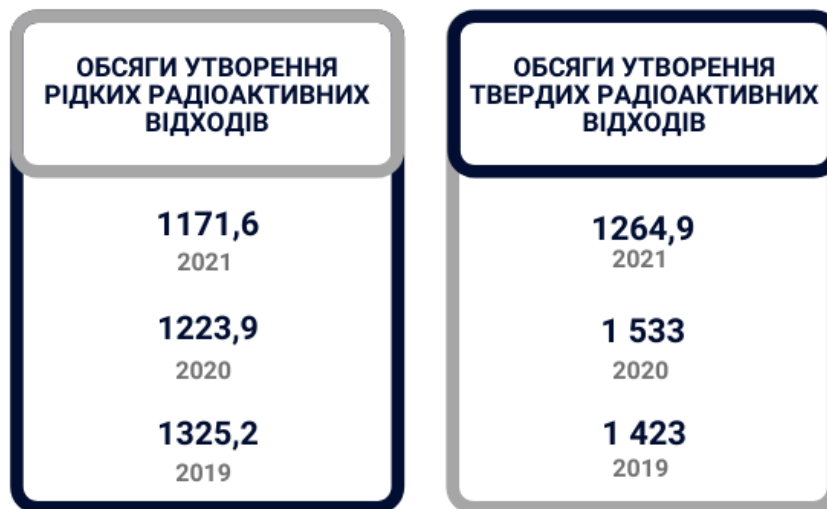 ОБСЯГИ УТВОРЕННЯ
РІДКИХ РАДІОАКТИВНИХ
ВІДХОДІВ
1171,6
2021
1223,9
2020
1325,2
2019
ОБСЯГИ УТВОРЕННЯ
ТВЕРДИХ РАДІОАКТИВНИХ
ВІДХОДІВ
1264,9
2021
1 533
2020
1 423
2019